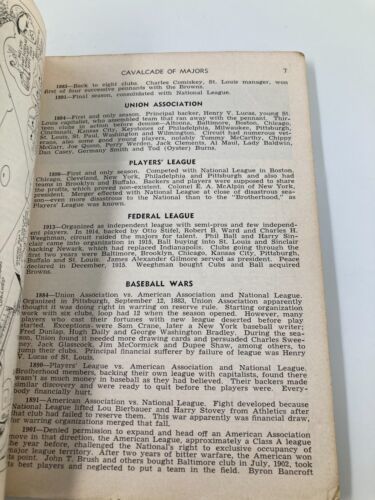 CAVALCADE OF MAJORS 7
1885—Back to eight clubs. Charles Comiskey, St. Louis manager, won
first of four successive pennants with the Browns.
1891—Final season, consolidated with National League.
UNION ASSOCIATION
1884—First and only season. Principal backer, Henry V. Lucas, young St.
Louis capitalist, who assembled team that ran away with the pennant. Thir-
teen clubs in action before demise—Altoona, Baltimore, Boston, Chicago,
Cincinnati, Kansas City, Keystones of Philadelphia, Milwaukee, Pittsburgh,
St. Louis, St. Paul, Washington and Wilmington. Circuit had numerous vet-
erans, also some good young players, notably Tommy McCarthy, Chippy
McGarr, Joe Quinn, Perry Werden, Jack Clements, Al Maul, Lady Baldwin,
Dan Casey, Germany Smith and Tod (Oyster) Burns.
PLAYERS' LEAGUE
1890—First and only season. Competed with National League in Boston,
Chicago, Cleveland, New York, Philadelphia and Pittsburgh and also had
teams in Brooklyn and Buffalo. Backers and players were supposed to share
the profits, which proved non-existent. Colonel E. A. McAlpin of New York,
president. Merger effected with National League at close of disastrous sea-
son—even more disastrous to the National than to the "Brotherhood," as
Players' League was known.
FEDERAL LEAGUE
1913—Organized as independent league with semi-pros and few independ-
ent players. In 1914, backed by Otto Stifel, Robert B. Ward and Charles H.
Weeghman, circuit raided the majors for talent. Phil Ball and Harry Sin-
clair came into organization in 1915, Ball buying into St. Louis and Sinclair
backing Newark, which had replaced Indianapolis. Clubs going through the
first two years were Baltimore, Brooklyn, Chicago, Kansas City, Pittsburgh,
Buffalo and St. Louis. James Alexander Gilmore served as president. Peace
declared in December, 1915. Weeghman bought Cubs and Ball acquired
Browns.
BASEBALL WARS
1884—Union Association vs. American Association and National League.
Organized in Pittsburgh, September 12, 1883, Union Association apparently
thought it was doing right in warring on reserve rule. Starting organization
work with six clubs, loop had 12 when the season opened. However, many
players who cast their fortunes with new league deserted before play
started. Exceptions were Sam Crane, later a New York baseball writer;
Fred Dunlap, Hugh Daily and George Washington Bradley. During the sea-
son, Union found it needed more drawing cards and persuaded Charles Swee-
ney, Jack Glasscock, Jim McCormick and Dupee Shaw, among others, to
jump their clubs. Principal financial sufferer by failure of league was Henry
V. Lucas of St. Louis.
1890—Players' League vs. American Association and National League.
Brotherhood members, backing their own league with capitalists, found there
wasn't as much money in baseball as they had believed. Their backers made
similar discovery and were ready to quit before the players were. Every-
body financially hurt.
1891—American Association vs. National League. Fight developed because
National League lifted Lou Bierbauer and Harry Stovey from Athletics after
that club had failed to reserve them. This war apparently was financial draw,
for warring organizations merged that fall.
1901—Denied permission to expand and head off an American Association
move in that direction, the American League, approximately a Class A league
the year before, challenged the National's right to exclusive occupancy of
major league territory. After two years of bitter warfare, the American won
its point. John T. Brush and others bought Baltimore club in July, 1902, took
its best players and neglected to put a team in the field. Byron Bancroft